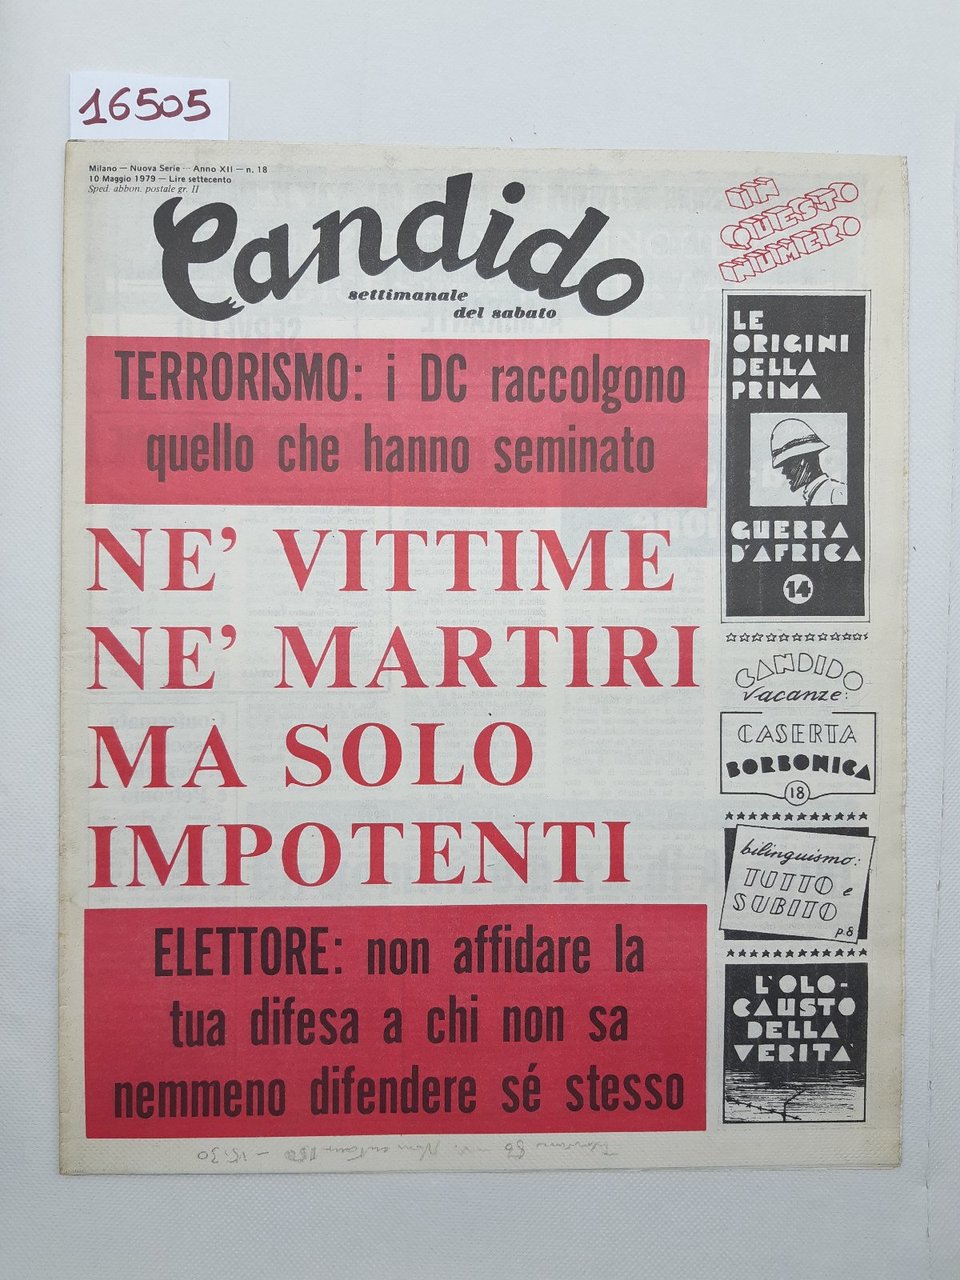 16505
Milano — Nuova Serie — Anno XII — n. 18
10 Maggio 1979 — Lire settecento
Sped. abbon. postale gr. II
Candido
settimanale
del sabato
TERRORISMO: i DC raccolgono
quello che hanno seminato
NE' VITTIME
NE' MARTIRI
MA SOLO
IMPOTENTI
ELETTORE: non affidare la
tua difesa a chi non sa
nemmeno difendere sé stesso
IN
QUESTO
NUMERO
LE
ORIGINI
DELLA
PRIMA
GUERRA
D'AFRICA
14
CANDIDO
vacanze:
CASERTA
BORBONICA
18
bilinguismo:
TUTTO e
SUBITO
p.8
L'OLO-
CAUSTO
DELLA
VERITA'